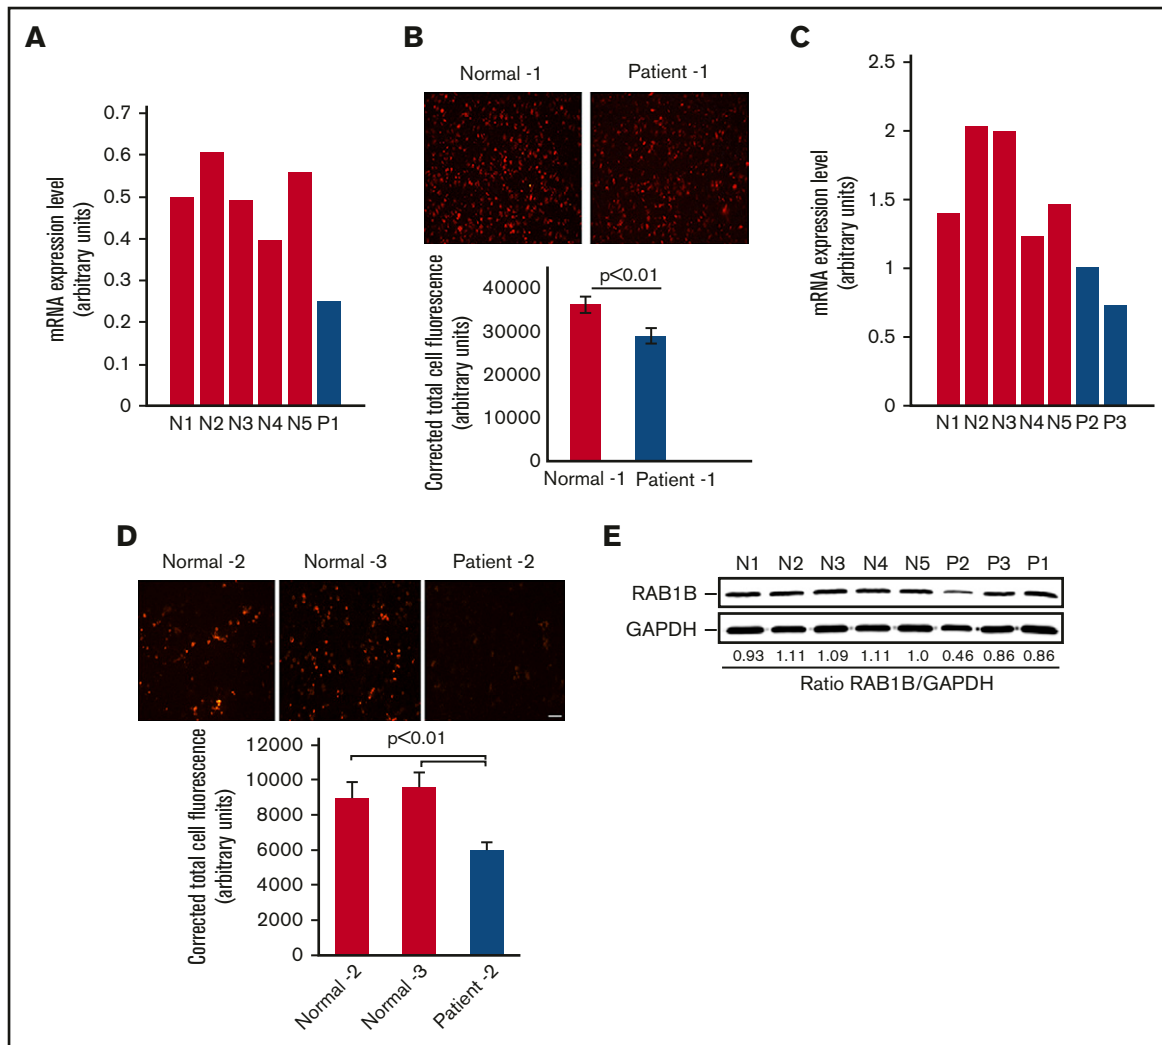 A
mRNA expression level
(arbitrary units)
0.7
0.6
0.5
0.4
0.3
0.2
0.1
0
N1 N2 N3 N4 N5 P1
B
Normal -1 Patient -1
Corrected total cell fluorescence
(arbitrary units)
p<0.01
40000
30000
20000
10000
0
Normal -1 Patient -1
C
mRNA expression level
(arbitrary units)
2.5
2
1.5
1
0.5
0
N1 N2 N3 N4 N5 P2 P3
D
Normal -2 Normal -3 Patient -2
Corrected total cell fluorescence
(arbitrary units)
p<0.01
12000
10000
8000
6000
4000
2000
0
Normal -2 Normal -3 Patient -2
E
N1 N2 N3 N4 N5 P2 P3 P1
RAB1B
GAPDH
0.93 1.11 1.09 1.11 1.0 0.46 0.86 0.86
Ratio RAB1B/GAPDH